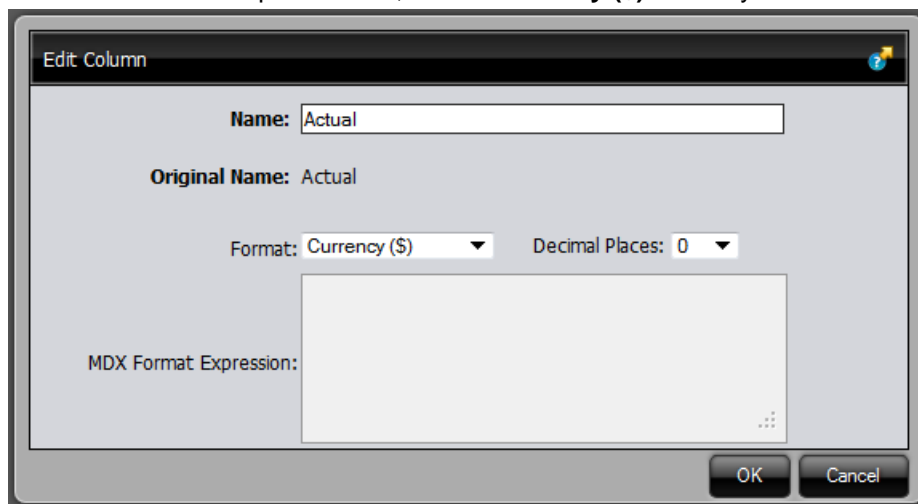 Edit Column
Name: Actual
Original Name: Actual
Format: Currency ($) Decimal Places: 0
MDX Format Expression:
OK Cancel